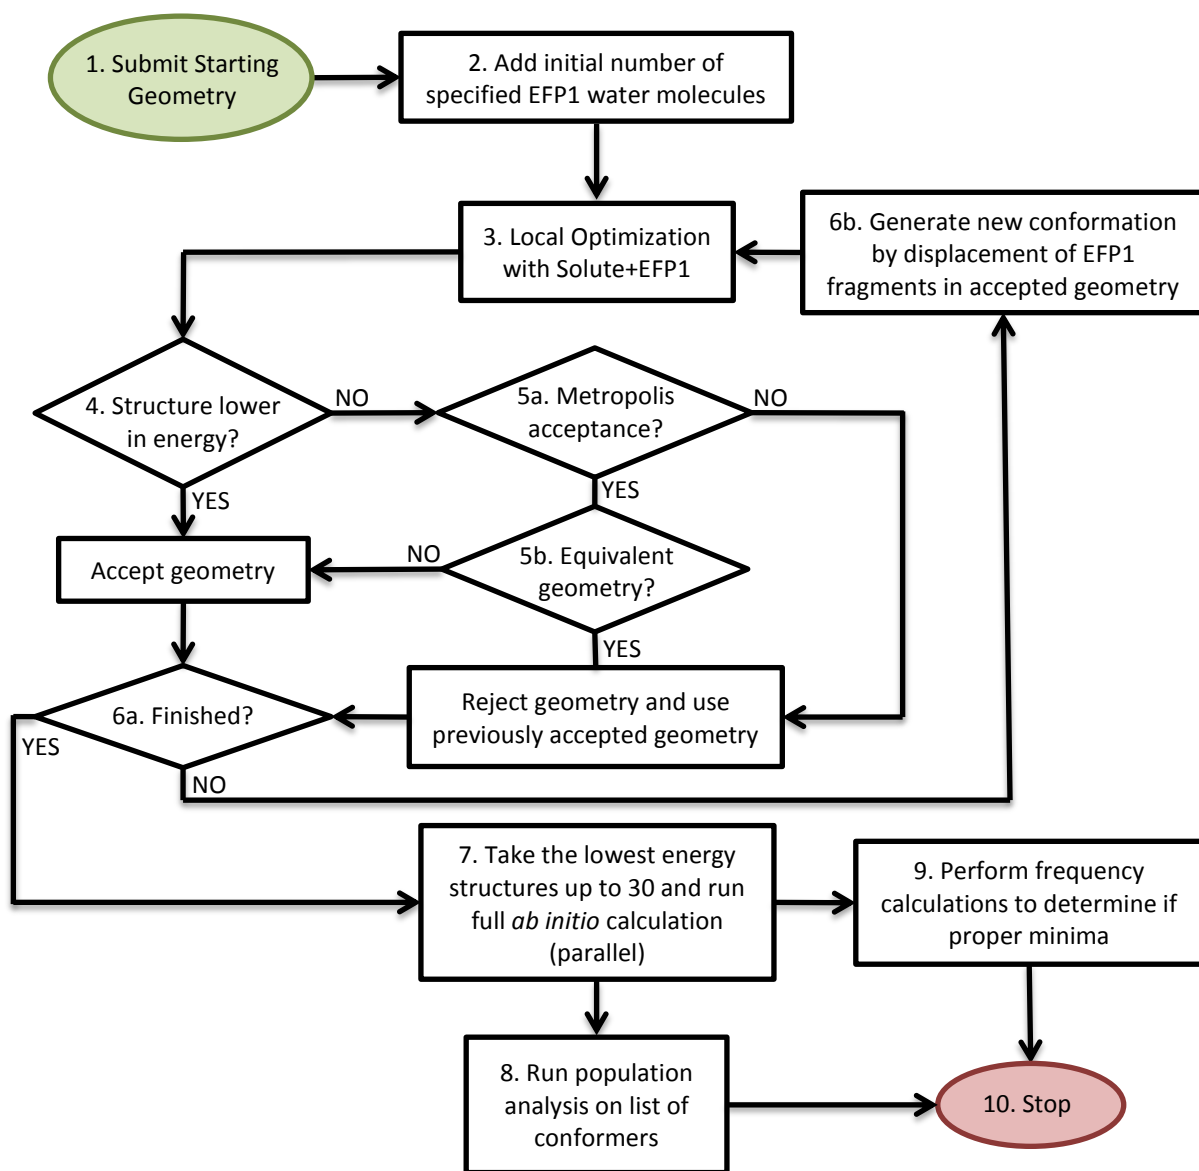 1. Submit Starting
Geometry
2. Add initial number of
specified EFP1 water molecules
3. Local Optimization
with Solute+EFP1
6b. Generate new conformation
by displacement of EFP1
fragments in accepted geometry
4. Structure lower
in energy?
NO
YES
5a. Metropolis
acceptance?
NO
YES
Accept geometry
NO
5b. Equivalent
geometry?
YES
6a. Finished?
YES
NO
Reject geometry and use
previously accepted geometry
7. Take the lowest energy
structures up to 30 and run
full ab initio calculation
(parallel)
9. Perform frequency
calculations to determine if
proper minima
8. Run population
analysis on list of
conformers
10. Stop